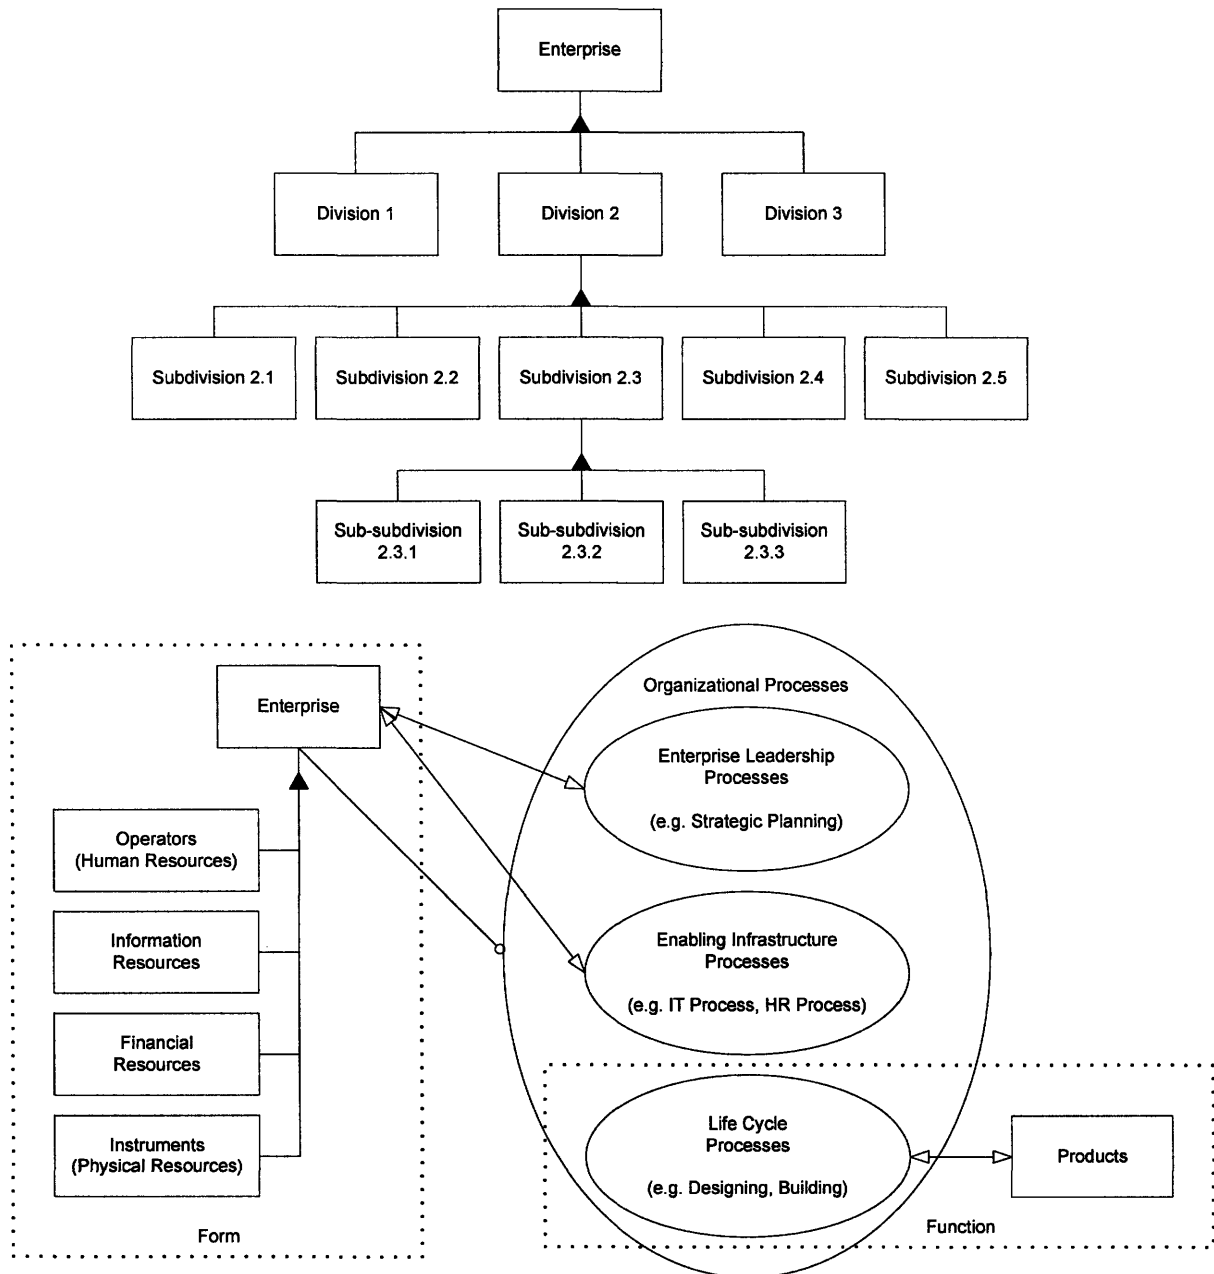 Enterprise
Division 1
Division 2
Division 3
Subdivision 2.1
Subdivision 2.2
Subdivision 2.3
Subdivision 2.4
Subdivision 2.5
Sub-subdivision
2.3.1
Sub-subdivision
2.3.2
Sub-subdivision
2.3.3
Enterprise
Operators
(Human Resources)
Information
Resources
Financial
Resources
Instruments
(Physical Resources)
Form
Organizational Processes
Enterprise Leadership
Processes
(e.g. Strategic Planning)
Enabling Infrastructure
Processes
(e.g. IT Process, HR Process)
Life Cycle
Processes
(e.g. Designing, Building)
Products
Function